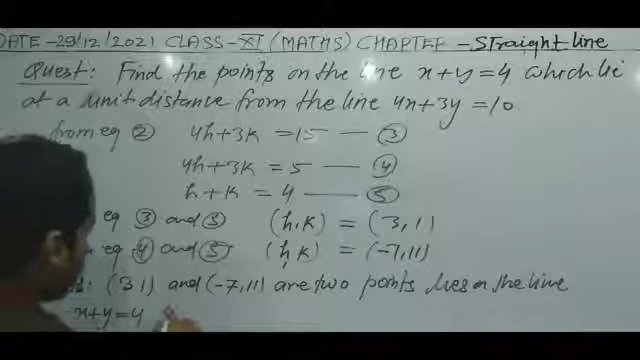 DATE-29/12/2021 CLASS-XI (MATHS) CHAPTER-Straight line
Quest: Find the points on the line x+y=4 which lie
at a unit distance from the line 4x+3y=10
from eq ② 4h+3k=15 — ③
4h+3k=5 — ④
h+k=4 — ⑤
eq ③ and ⑤ (h,k) = (3,1)
eq ④ and ⑤ (h,k) = (-7,11)
(3 1) and (-7,11) are two points lies on the line
x+y=4